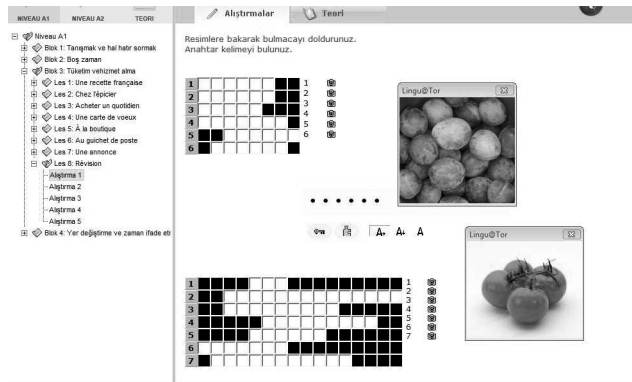 NIVEAU A1 NIVEAU A2 TEORI
Alıştırmalar Teori
Niveau A1
Blok 1: Tanışmak ve hal hatır sormak
Blok 2: Boş zaman
Blok 3: Tüketim vehizmet alma
Les 1: Une recette française
Les 2: Chez l'épicier
Les 3: Acheter un quotidien
Les 4: Une carte de voeux
Les 5: À la boutique
Les 6: Au guichet de poste
Les 7: Une annonce
Les 8: Révision
Alıştırma 1
Alıştırma 2
Alıştırma 3
Alıştırma 4
Alıştırma 5
Blok 4: Yer değiştirme ve zaman ifade etr
Resimlere bakarak bulmacayı doldurunuz.
Anahtar kelimeyi bulunuz.
1 1
2 2
3 3
4 4
5 5
6 6
Lingu@Tor
A A A
Lingu@Tor
1 1
2 2
3 3
4 4
5 5
6 6
7 7